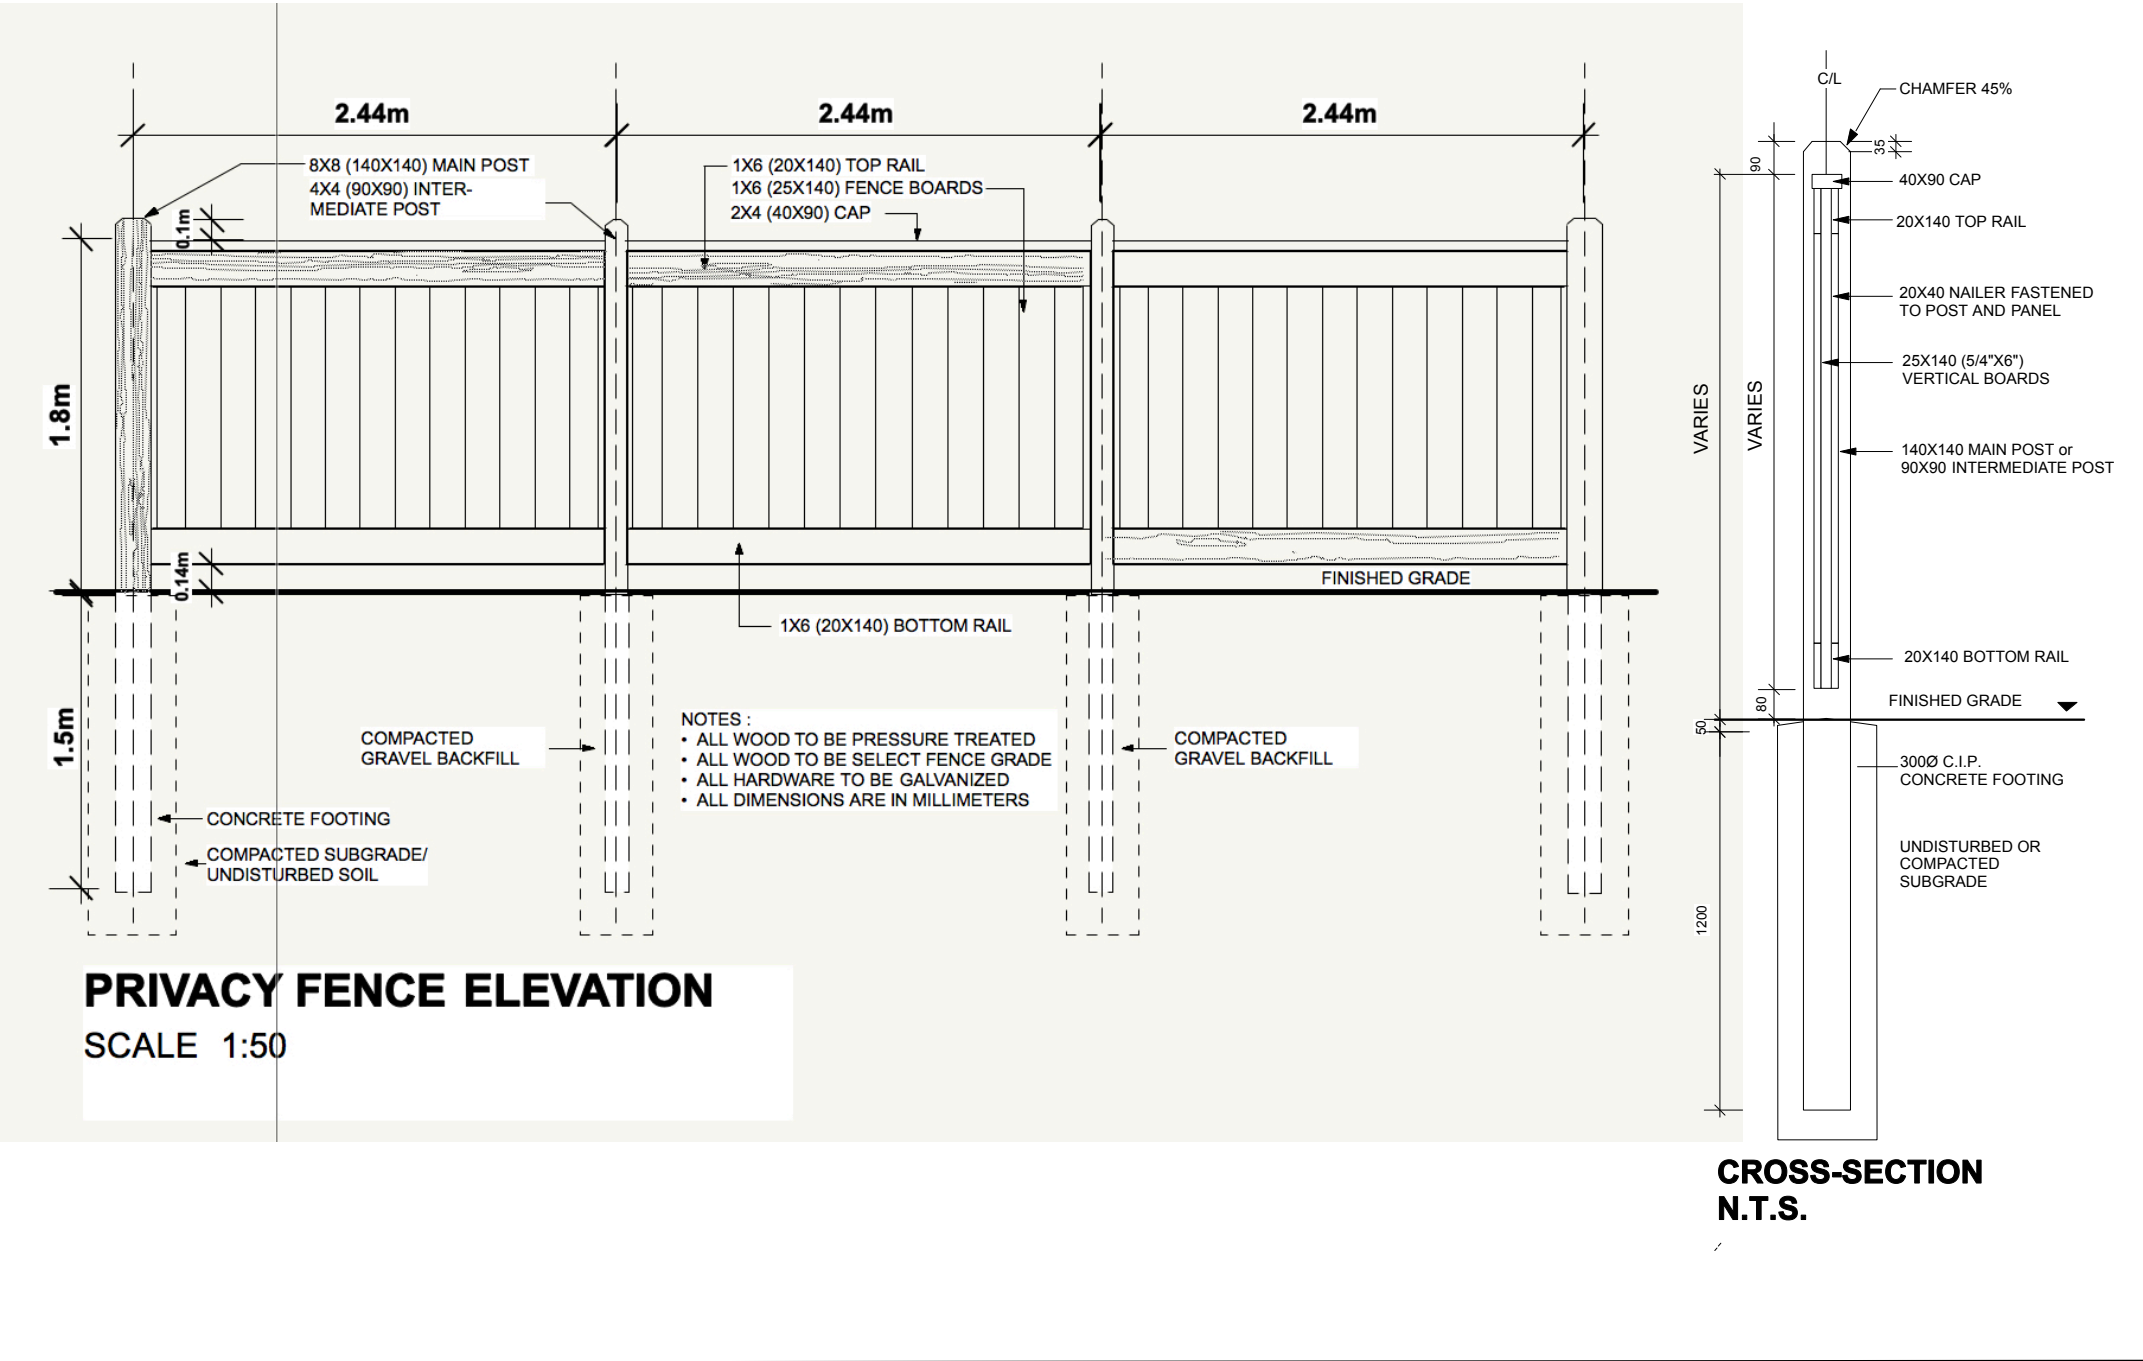 2.44m
2.44m
2.44m
8X8 (140X140) MAIN POST
4X4 (90X90) INTER-
MEDIATE POST
1X6 (20X140) TOP RAIL
1X6 (25X140) FENCE BOARDS
2X4 (40X90) CAP
0.1m
1.8m
0.14m
FINISHED GRADE
1X6 (20X140) BOTTOM RAIL
1.5m
COMPACTED
GRAVEL BACKFILL
NOTES :
• ALL WOOD TO BE PRESSURE TREATED
• ALL WOOD TO BE SELECT FENCE GRADE
• ALL HARDWARE TO BE GALVANIZED
• ALL DIMENSIONS ARE IN MILLIMETERS
COMPACTED
GRAVEL BACKFILL
CONCRETE FOOTING
COMPACTED SUBGRADE/
UNDISTURBED SOIL
PRIVACY FENCE ELEVATION
SCALE 1:50
C/L
CHAMFER 45%
35
90
40X90 CAP
20X140 TOP RAIL
20X40 NAILER FASTENED
TO POST AND PANEL
25X140 (5/4"X6")
VERTICAL BOARDS
VARIES
VARIES
140X140 MAIN POST or
90X90 INTERMEDIATE POST
20X140 BOTTOM RAIL
FINISHED GRADE
80
50
300Ø C.I.P.
CONCRETE FOOTING
UNDISTURBED OR
COMPACTED
SUBGRADE
1200
CROSS-SECTION
N.T.S.